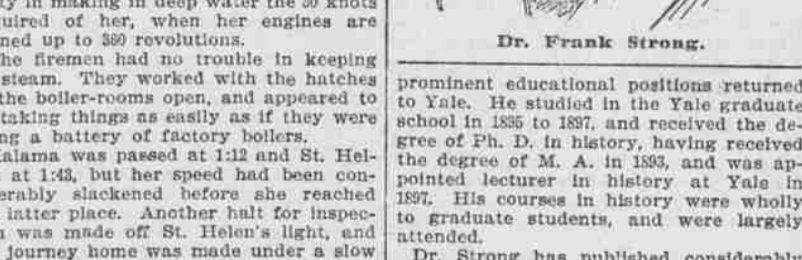 ty in making in deep water the 30 knots
quired of her, when her engines are
ned up to 360 revolutions.
he firemen had no trouble in keeping
steam. They worked with the hatches
the boiler-rooms open, and appeared to
taking things as easily as if they were
ng a battery of factory boilers.
alama was passed at 1:12 and St. Hel-
at 1:43, but her speed had been con-
erably slackened before she reached
latter place. Another halt for inspec-
n was made off St. Helen's light, and
journey home was made under a slow
Dr. Frank Strong.
prominent educational positions returned
to Yale. He studied in the Yale graduate
school in 1895 to 1897, and received the de-
gree of Ph. D. in history, having received
the degree of M. A. in 1893, and was ap-
pointed lecturer in history at Yale in
1897. His courses in history were wholly
to graduate students, and were largely
attended.
Dr. Strong has published considerably